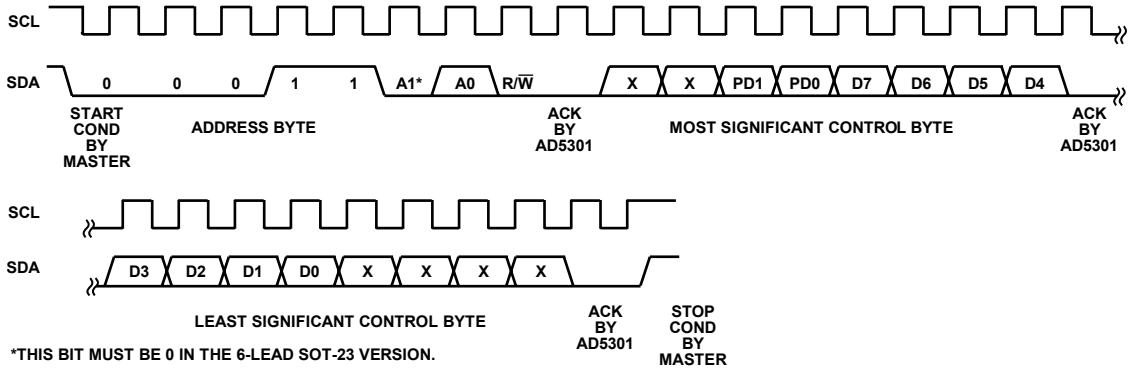 SCL
SDA
0 0 0 1 1 A1* A0 R/W̅ X X PD1 PD0 D7 D6 D5 D4
START
COND
BY
MASTER
ADDRESS BYTE
ACK
BY
AD5301
MOST SIGNIFICANT CONTROL BYTE
ACK
BY
AD5301
SCL
SDA
D3 D2 D1 D0 X X X X
LEAST SIGNIFICANT CONTROL BYTE
ACK
BY
AD5301
STOP
COND
BY
MASTER
*THIS BIT MUST BE 0 IN THE 6-LEAD SOT-23 VERSION.